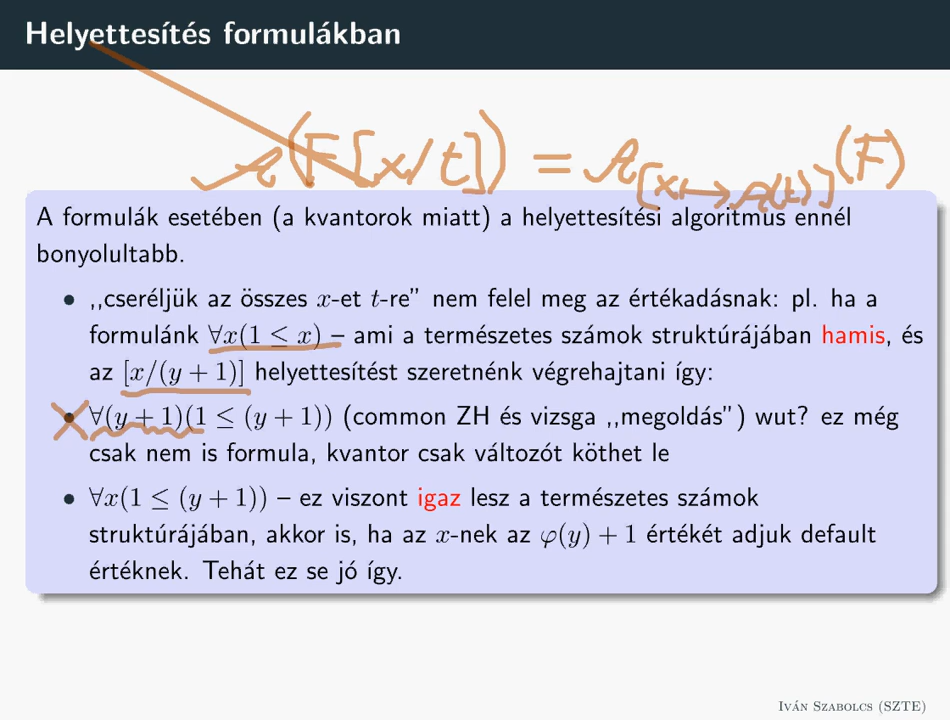 Helyettesítés formulákban
𝒜(F[x/t]) = 𝒜[x↦𝒜(t)](F)
A formulák esetében (a kvantorok miatt) a helyettesítési algoritmus ennél
bonyolultabb.
• ,,cseréljük az összes x-et t-re” nem felel meg az értékadásnak: pl. ha a
formulánk ∀x(1 ≤ x) – ami a természetes számok struktúrájában hamis, és
az [x/(y + 1)] helyettesítést szeretnénk végrehajtani így:
• ∀(y + 1)(1 ≤ (y + 1)) (common ZH és vizsga ,,megoldás”) wut? ez még
csak nem is formula, kvantor csak változót köthet le
• ∀x(1 ≤ (y + 1)) – ez viszont igaz lesz a természetes számok
struktúrájában, akkor is, ha az x-nek az φ(y) + 1 értékét adjuk default
értéknek. Tehát ez se jó így.
Iván Szabolcs (SZTE)